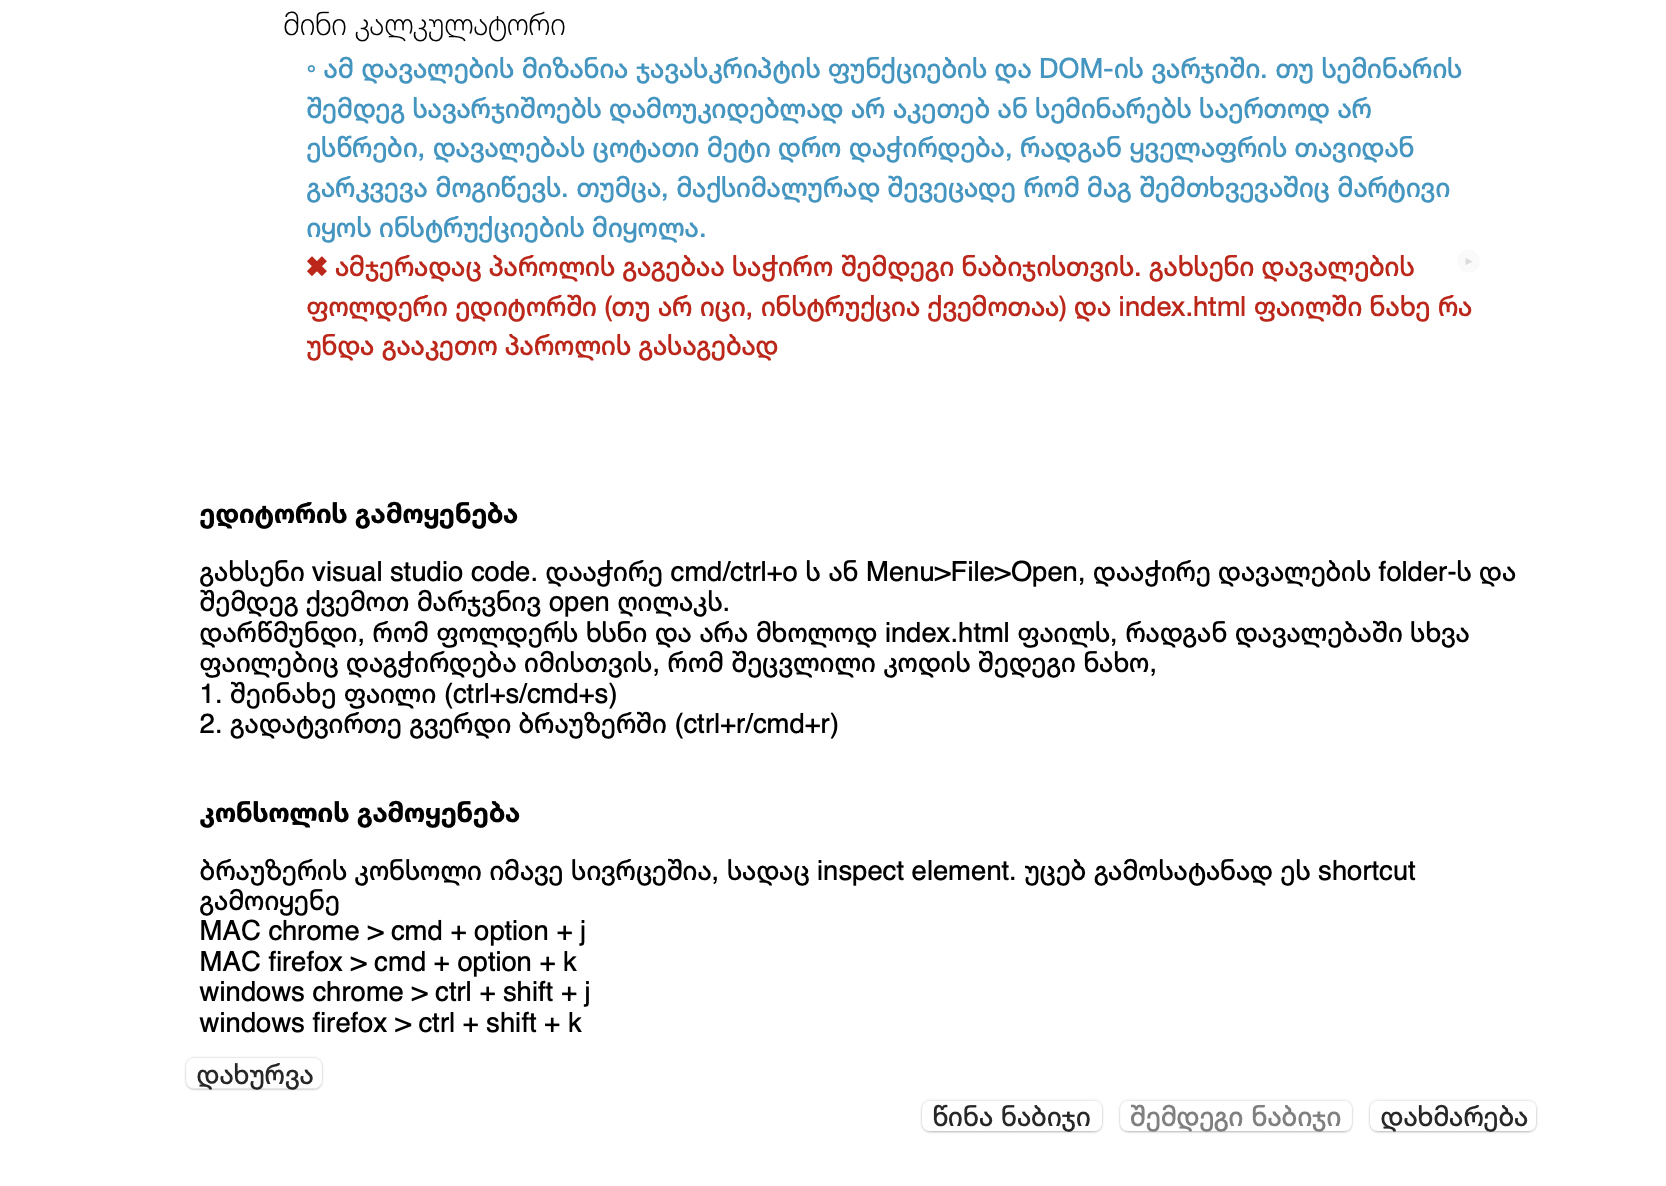 მინი კალკულატორი
◦ ამ დავალების მიზანია ჯავასკრიპტის ფუნქციების და DOM-ის ვარჯიში. თუ სემინარის
შემდეგ სავარჯიშოებს დამოუკიდებლად არ აკეთებ ან სემინარებს საერთოდ არ
ესწრები, დავალებას ცოტათი მეტი დრო დაჭირდება, რადგან ყველაფრის თავიდან
გარკვევა მოგიწევს. თუმცა, მაქსიმალურად შევეცადე რომ მაგ შემთხვევაშიც მარტივი
იყოს ინსტრუქციების მიყოლა.
✖ ამჯერადაც პაროლის გაგებაა საჭირო შემდეგი ნაბიჯისთვის. გახსენი დავალების
ფოლდერი ედიტორში (თუ არ იცი, ინსტრუქცია ქვემოთაა) და index.html ფაილში ნახე რა
უნდა გააკეთო პაროლის გასაგებად
ედიტორის გამოყენება
გახსენი visual studio code. დააჭირე cmd/ctrl+o ს ან Menu>File>Open, დააჭირე დავალების folder-ს და
შემდეგ ქვემოთ მარჯვნივ open ღილაკს.
დარწმუნდი, რომ ფოლდერს ხსნი და არა მხოლოდ index.html ფაილს, რადგან დავალებაში სხვა
ფაილებიც დაგჭირდება იმისთვის, რომ შეცვლილი კოდის შედეგი ნახო,
1. შეინახე ფაილი (ctrl+s/cmd+s)
2. გადატვირთე გვერდი ბრაუზერში (ctrl+r/cmd+r)
კონსოლის გამოყენება
ბრაუზერის კონსოლი იმავე სივრცეშია, სადაც inspect element. უცებ გამოსატანად ეს shortcut
გამოიყენე
MAC chrome > cmd + option + j
MAC firefox > cmd + option + k
windows chrome > ctrl + shift + j
windows firefox > ctrl + shift + k
დახურვა
წინა ნაბიჯი შემდეგი ნაბიჯი დახმარება